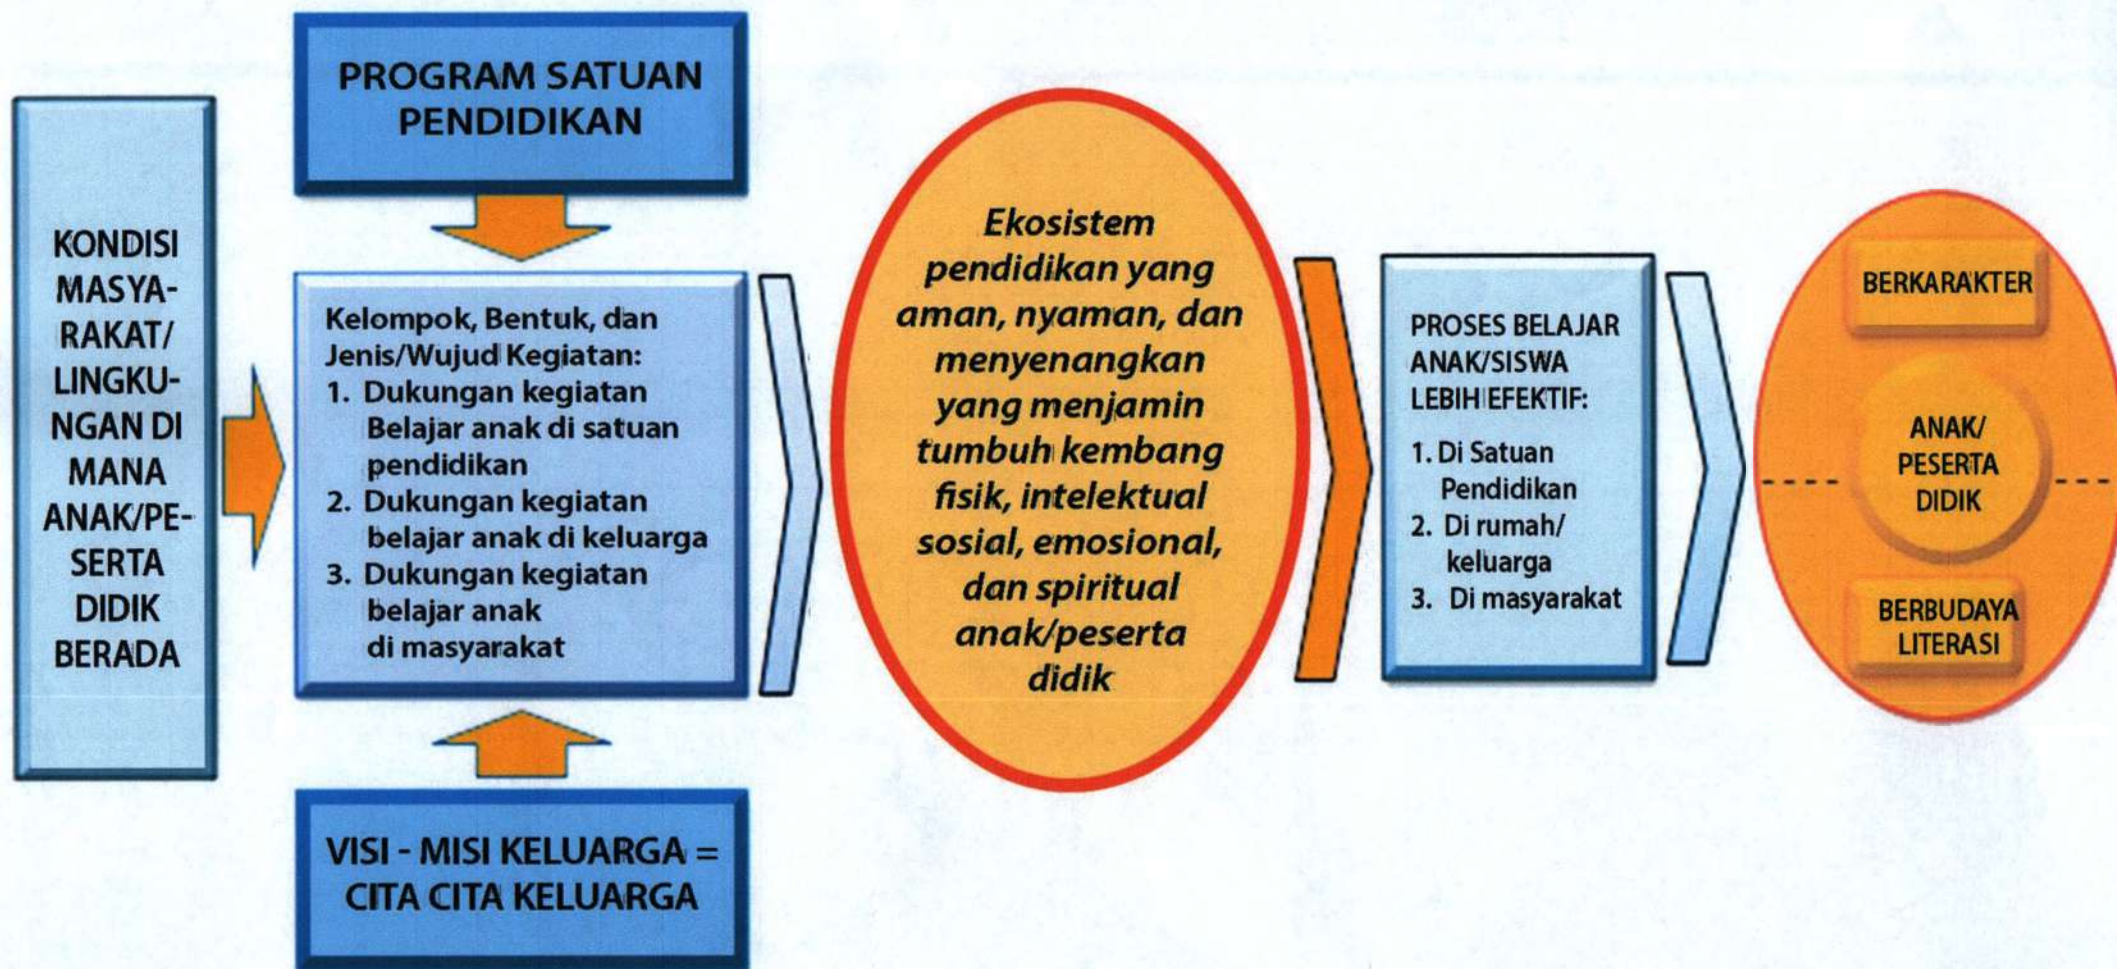 PROGRAM SATUAN
PENDIDIKAN
KONDISI
MASYA-
RAKAT/
LINGKU-
NGAN DI
MANA
ANAK/PE-
SERTA
DIDIK
BERADA
Kelompok, Bentuk, dan
Jenis/Wujud Kegiatan:
1. Dukungan kegiatan
Belajar anak di satuan
pendidikan
2. Dukungan kegiatan
belajar anak di keluarga
3. Dukungan kegiatan
belajar anak
di masyarakat
VISI - MISI KELUARGA =
CITA CITA KELUARGA
Ekosistem
pendidikan yang
aman, nyaman, dan
menyenangkan
yang menjamin
tumbuh kembang
fisik, intelektual
sosial, emosional,
dan spiritual
anak/peserta
didik
PROSES BELAJAR
ANAK/SISWA
LEBIH EFEKTIF:
1. Di Satuan
Pendidikan
2. Di rumah/
keluarga
3. Di masyarakat
BERKARAKTER
ANAK/
PESERTA
DIDIK
BERBUDAYA
LITERASI